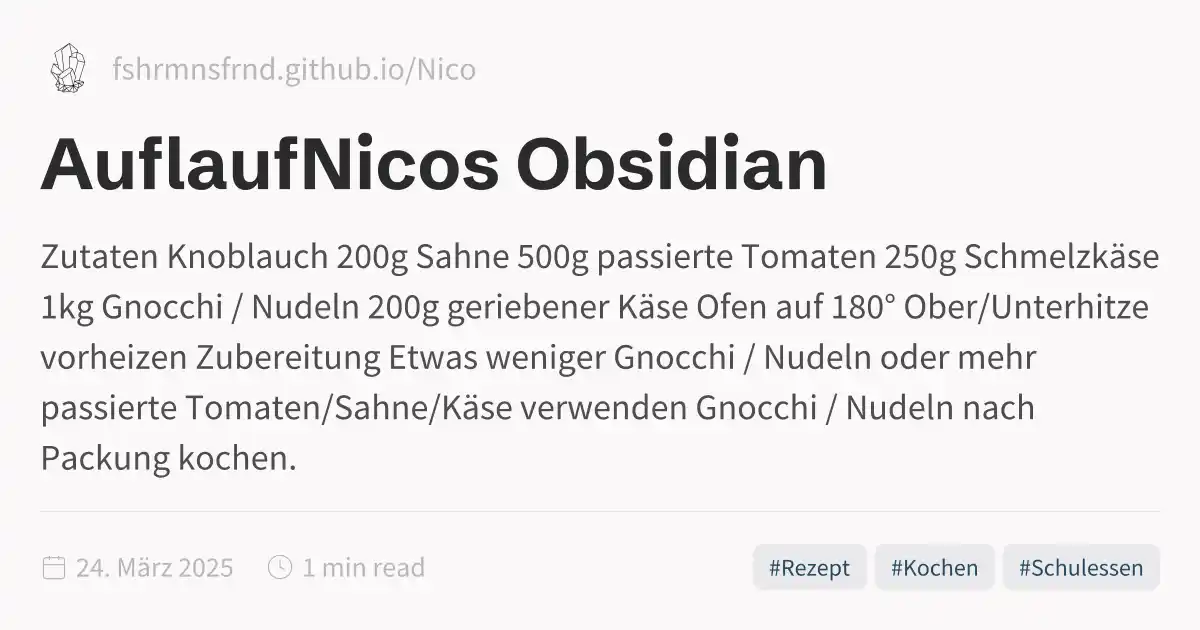 fshrmnsfrnd.github.io/Nico
AuflaufNicos Obsidian
Zutaten Knoblauch 200g Sahne 500g passierte Tomaten 250g Schmelzkäse
1kg Gnocchi / Nudeln 200g geriebener Käse Ofen auf 180° Ober/Unterhitze
vorheizen Zubereitung Etwas weniger Gnocchi / Nudeln oder mehr
passierte Tomaten/Sahne/Käse verwenden Gnocchi / Nudeln nach
Packung kochen.
24. März 2025 1 min read #Rezept #Kochen #Schulessen